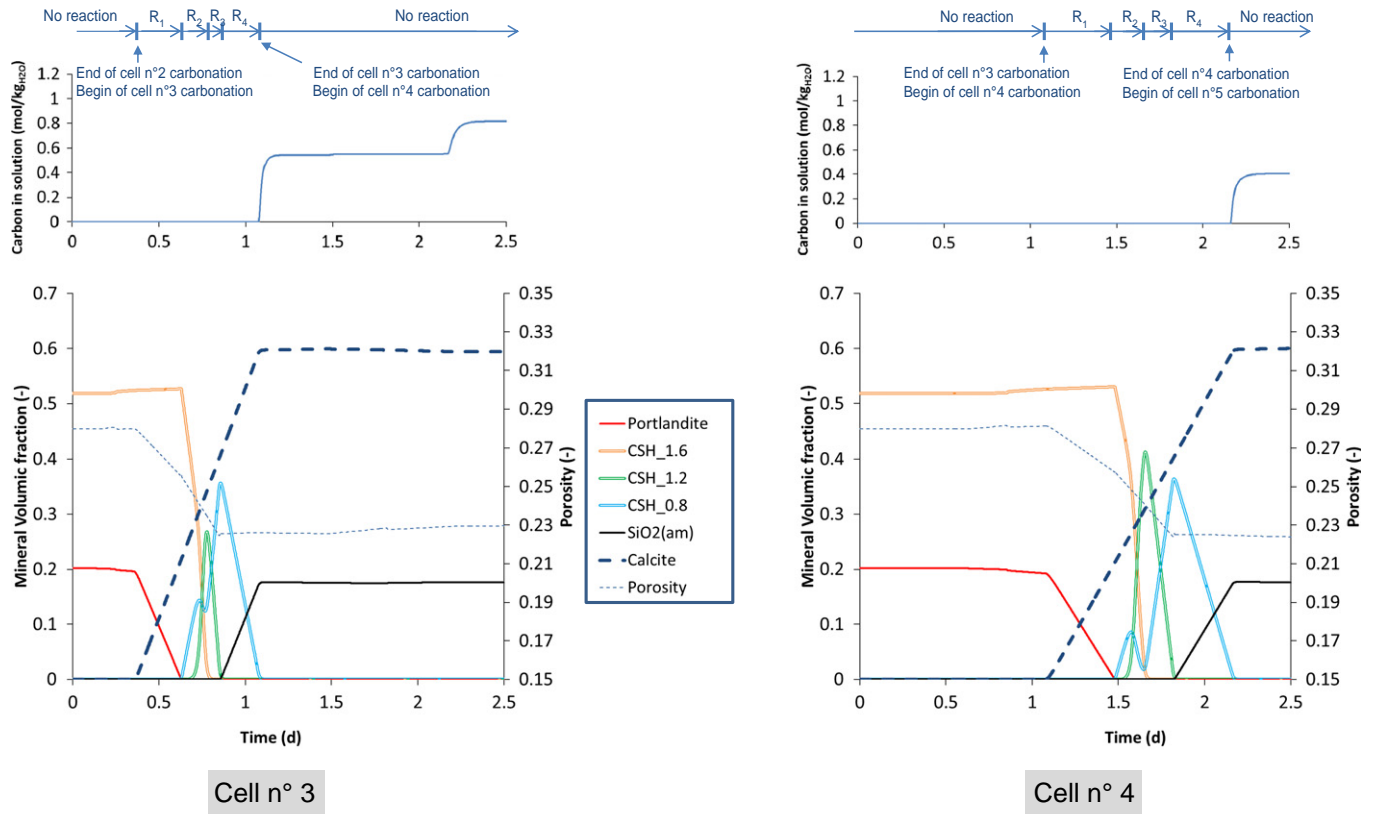 No reaction R1 R2 R3 R4 No reaction
End of cell n°2 carbonation
Begin of cell n°3 carbonation
End of cell n°3 carbonation
Begin of cell n°4 carbonation
Carbon in solution (mol/kgH2O)
1.2
1
0.8
0.6
0.4
0.2
0
0 0.5 1 1.5 2 2.5
No reaction R1 R2 R3 R4 No reaction
End of cell n°3 carbonation
Begin of cell n°4 carbonation
End of cell n°4 carbonation
Begin of cell n°5 carbonation
Carbon in solution (mol/kgH2O)
1.2
1
0.8
0.6
0.4
0.2
0
0 0.5 1 1.5 2 2.5
Mineral Volumic fraction (-)
0.7
0.6
0.5
0.4
0.3
0.2
0.1
0
0.35
0.33
0.31
0.29
0.27
0.25
0.23
0.21
0.19
0.17
0.15
Porosity (-)
0 0.5 1 1.5 2 2.5
Time (d)
Cell n° 3
Portlandite
CSH_1.6
CSH_1.2
CSH_0.8
SiO2(am)
Calcite
Porosity
Mineral Volumic fraction (-)
0.7
0.6
0.5
0.4
0.3
0.2
0.1
0
0.35
0.33
0.31
0.29
0.27
0.25
0.23
0.21
0.19
0.17
0.15
Porosity (-)
0 0.5 1 1.5 2 2.5
Time (d)
Cell n° 4